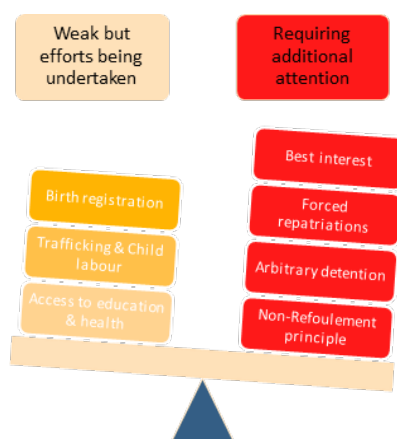 Weak but
efforts being
undertaken
Requiring
additional
attention
Birth registration
Trafficking & Child
labour
Access to education
& health
Best interest
Forced
repatriations
Arbitrary detention
Non-Refoulement
principle